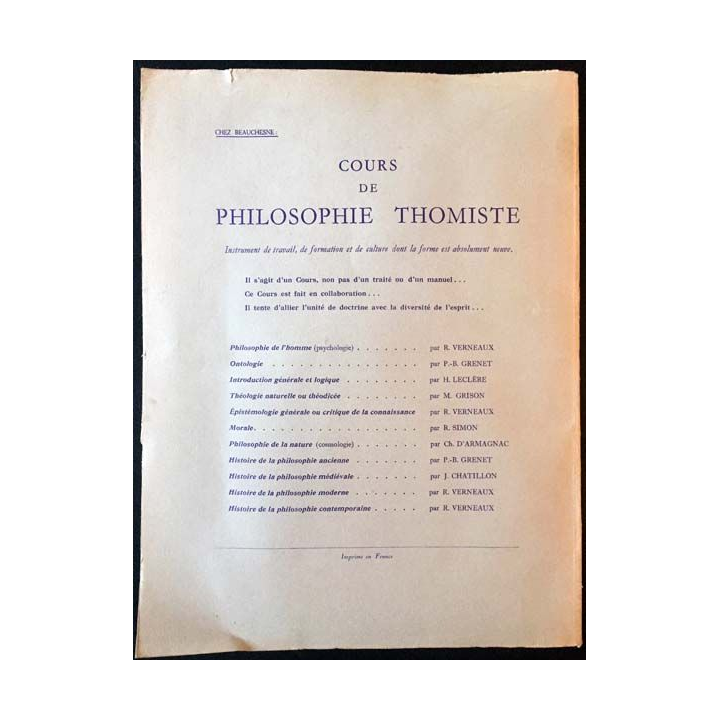 CHEZ BEAUCHESNE :
COURS
DE
PHILOSOPHIE THOMISTE
Instrument de travail, de formation et de culture dont la forme est absolument neuve.
Il s'agit d'un Cours, non pas d'un traité ou d'un manuel . . .
Ce Cours est fait en collaboration . . .
Il tente d'allier l'unité de doctrine avec la diversité de l'esprit . . .
Philosophie de l'homme (psychologie) . . . . . . . par R. VERNEAUX
Ontologie . . . . . . . . . . . . . . . . . par P.-B. GRENET
Introduction générale et logique . . . . . . . . par H. LECLÈRE
Théologie naturelle ou théodicée . . . . . . . . par M. GRISON
Épistémologie générale ou critique de la connaissance par R. VERNEAUX
Morale . . . . . . . . . . . . . . . . . . par R. SIMON
Philosophie de la nature (cosmologie) . . . . . . . par Ch. D'ARMAGNAC
Histoire de la philosophie ancienne . . . . . . . par P.-B. GRENET
Histoire de la philosophie médiévale . . . . . . . par J. CHATILLON
Histoire de la philosophie moderne . . . . . . . par R. VERNEAUX
Histoire de la philosophie contemporaine . . . . . par R. VERNEAUX
Imprimé en France